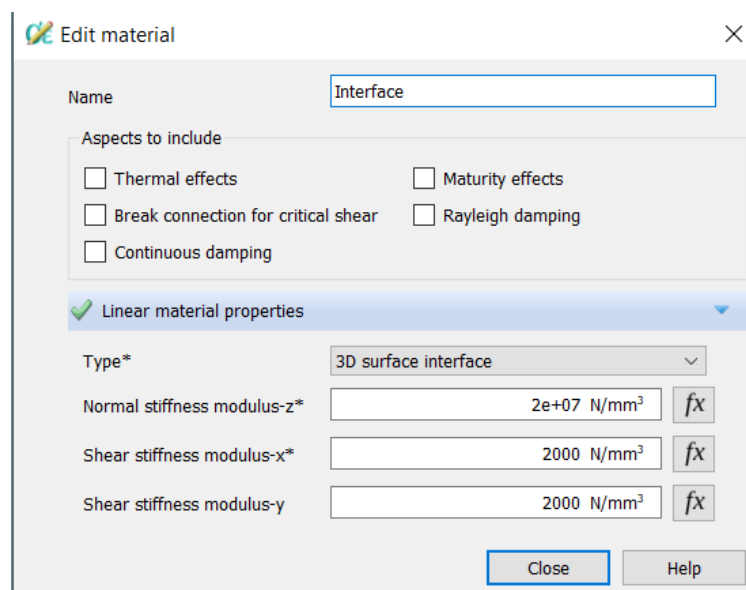 Edit material
Name Interface
Aspects to include
Thermal effects Maturity effects
Break connection for critical shear Rayleigh damping
Continuous damping
Linear material properties
Type* 3D surface interface
Normal stiffness modulus-z* 2e+07 N/mm³ fx
Shear stiffness modulus-x* 2000 N/mm³ fx
Shear stiffness modulus-y 2000 N/mm³ fx
Close Help